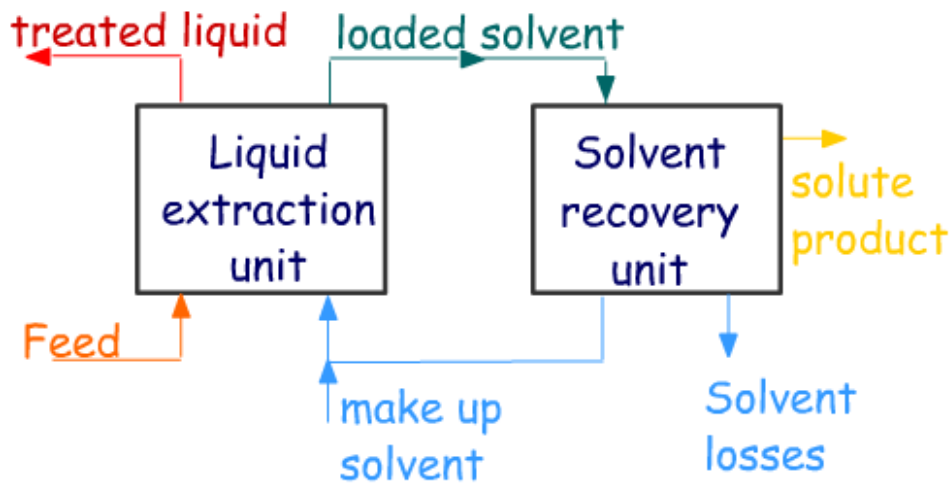 treated liquid
loaded solvent
Liquid
extraction
unit
Solvent
recovery
unit
solute
product
Feed
make up
solvent
Solvent
losses